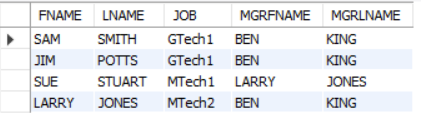 FNAME LNAME JOB MGRFNAME MGRLNAME
SAM SMITH GTech1 BEN KING
JIM POTTS GTech1 BEN KING
SUE STUART MTech1 LARRY JONES
LARRY JONES MTech2 BEN KING